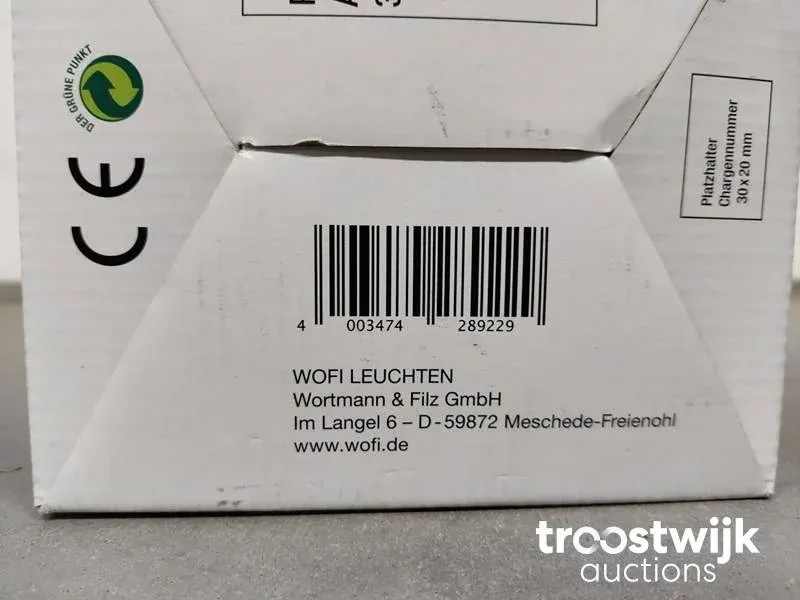 DER GRÜNE PUNKT
CE
Platzhalter
Chargennummer
30 x 20 mm
4 003474 289229
WOFI LEUCHTEN
Wortmann & Filz GmbH
Im Langel 6 – D-59872 Meschede-Freienohl
www.wofi.de
troostwijk
auctions